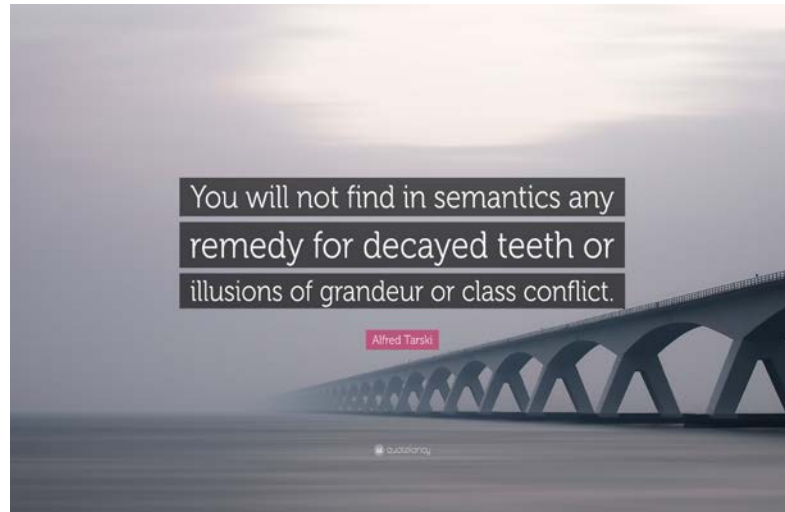 You will not find in semantics any
remedy for decayed teeth or
illusions of grandeur or class conflict.
Alfred Tarski
quotefancy